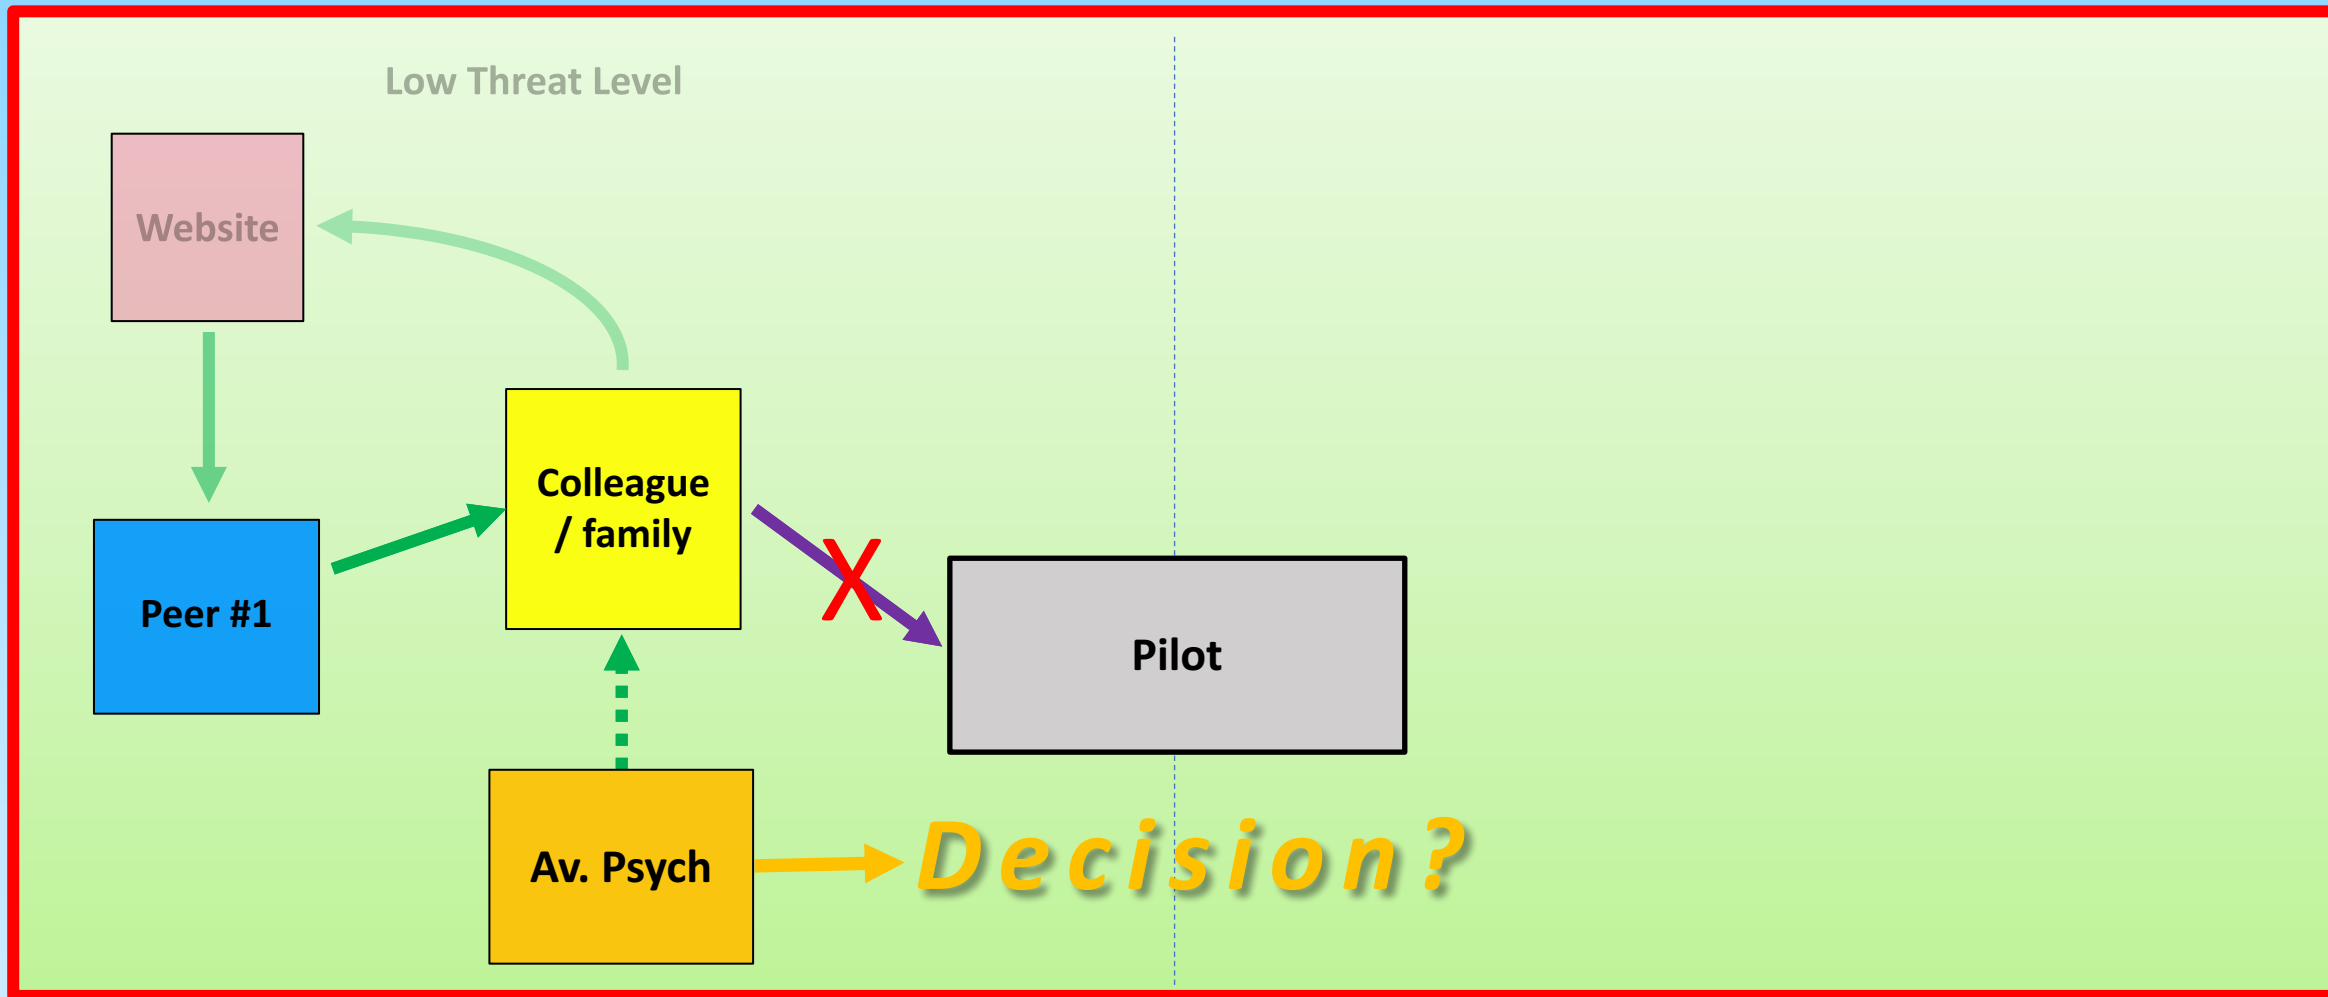 Low Threat Level
Website
Colleague
/ family
Peer #1
X
Pilot
Av. Psych
Decision?